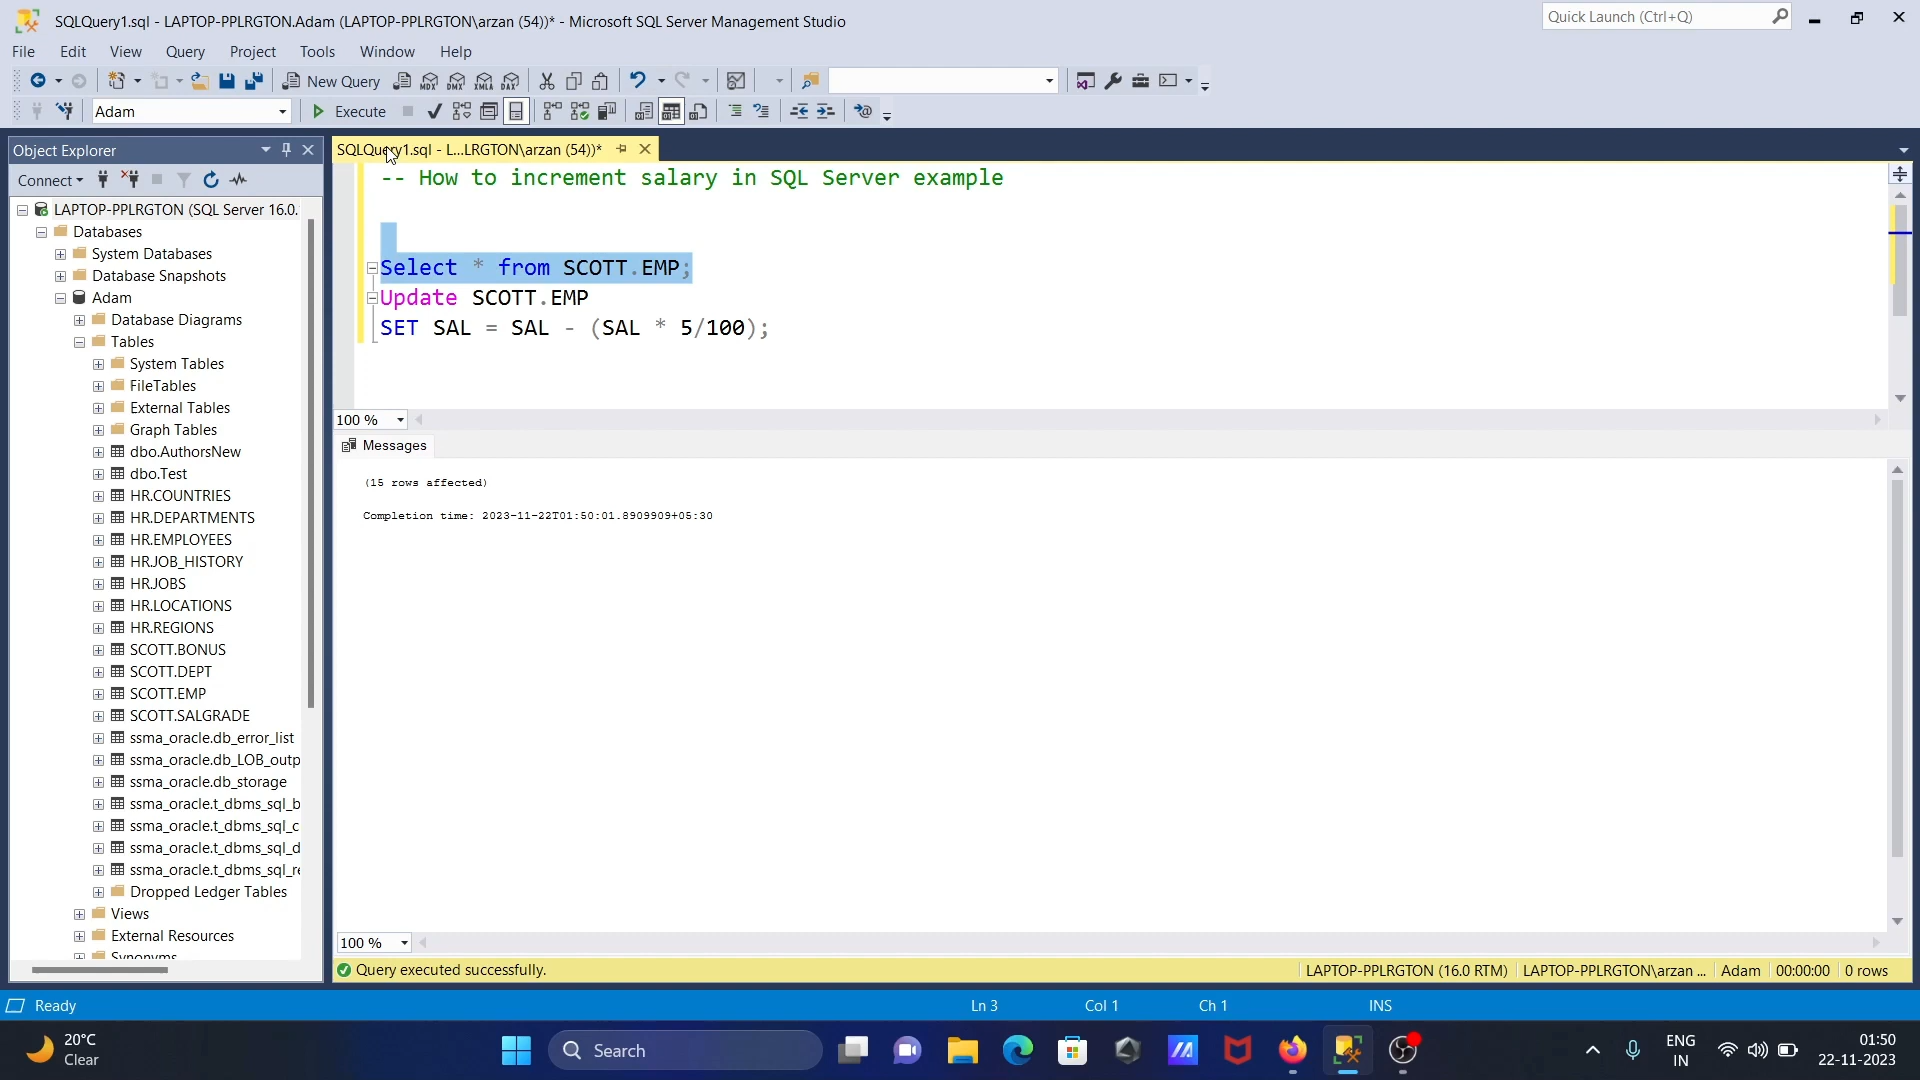 SQLQuery1.sql - LAPTOP-PPLRGTON.Adam (LAPTOP-PPLRGTON\arzan (54))* - Microsoft SQL Server Management Studio
Quick Launch (Ctrl+Q)
File Edit View Query Project Tools Window Help
New Query MDX DMX XMLA DAX
Adam Execute
Object Explorer
SQLQuery1.sql - L...LRGTON\arzan (54))*
Connect
LAPTOP-PPLRGTON (SQL Server 16.0.
Databases
System Databases
Database Snapshots
Adam
Database Diagrams
Tables
System Tables
FileTables
External Tables
Graph Tables
dbo.AuthorsNew
dbo.Test
HR.COUNTRIES
HR.DEPARTMENTS
HR.EMPLOYEES
HR.JOB_HISTORY
HR.JOBS
HR.LOCATIONS
HR.REGIONS
SCOTT.BONUS
SCOTT.DEPT
SCOTT.EMP
SCOTT.SALGRADE
ssma_oracle.db_error_list
ssma_oracle.db_LOB_outp
ssma_oracle.db_storage
ssma_oracle.t_dbms_sql_b
ssma_oracle.t_dbms_sql_c
ssma_oracle.t_dbms_sql_d
ssma_oracle.t_dbms_sql_re
Dropped Ledger Tables
Views
External Resources
Synonyms
-- How to increment salary in SQL Server example
Select * from SCOTT.EMP;
Update SCOTT.EMP
SET SAL = SAL - (SAL * 5/100);
100 %
Messages
(15 rows affected)
Completion time: 2023-11-22T01:50:01.8909909+05:30
100 %
Query executed successfully.
LAPTOP-PPLRGTON (16.0 RTM) LAPTOP-PPLRGTON\arzan ... Adam 00:00:00 0 rows
Ready Ln 3 Col 1 Ch 1 INS
20°C
Clear
Search
ENG
IN
01:50
22-11-2023